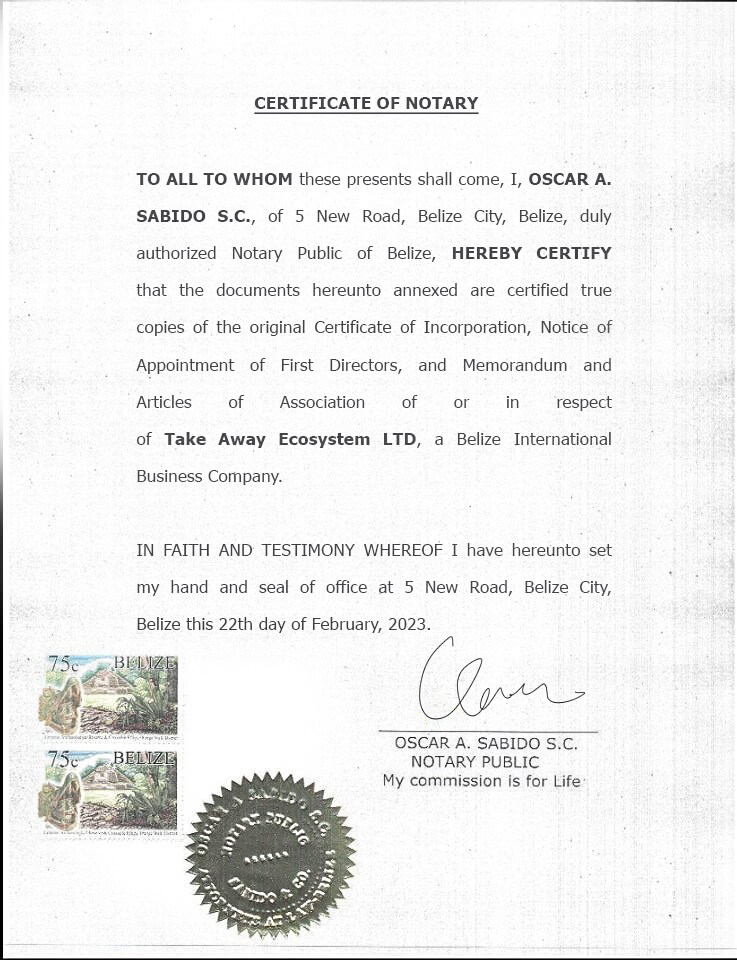 CERTIFICATE OF NOTARY
TO ALL TO WHOM these presents shall come, I, OSCAR A.
SABIDO S.C., of 5 New Road, Belize City, Belize, duly
authorized Notary Public of Belize, HEREBY CERTIFY
that the documents hereunto annexed are certified true
copies of the original Certificate of Incorporation, Notice of
Appointment of First Directors, and Memorandum and
Articles of Association of or in respect
of Take Away Ecosystem LTD, a Belize International
Business Company.
IN FAITH AND TESTIMONY WHEREOF I have hereunto set
my hand and seal of office at 5 New Road, Belize City,
Belize this 22th day of February, 2023.
75c BELIZE
75c BELIZE
OSCAR A. SABIDO S.C.
NOTARY PUBLIC
My commission is for Life
OSCAR A SABIDO S.C.
NOTARY PUBLIC
SABIDO & CO.
ATTORNEYS AT LAW